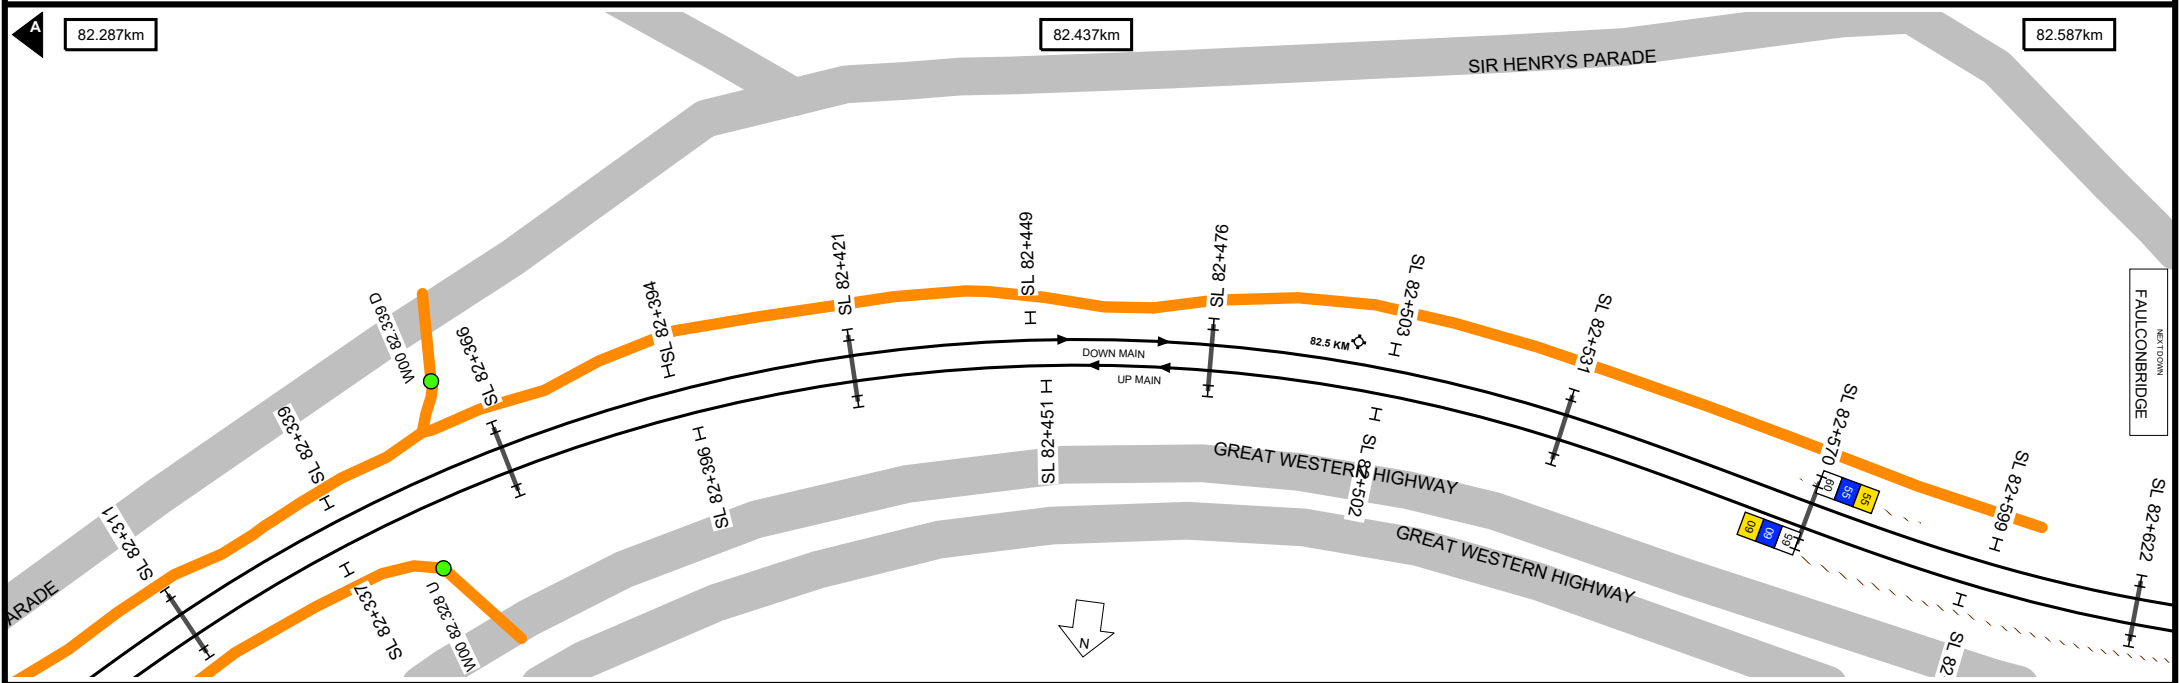 A
82.287km
82.437km
82.587km
SIR HENRYS PARADE
NEXT DOWN
FAULCONBRIDGE
W00 82.339 D
SL 82+366
SL 82+394
SL 82+421
SL 82+449
SL 82+476
SL 82+503
SL 82+531
SL 82+570
SL 82+599
SL 82+622
82.5 KM
DOWN MAIN
UP MAIN
SL 82+339
SL 82+311
ARADE
SL 82+337
W00 82.328 U
SL 82+396
SL 82+451
SL 82+502
GREAT WESTERN HIGHWAY
GREAT WESTERN HIGHWAY
60
55
55
60
60
65
SL 82
N